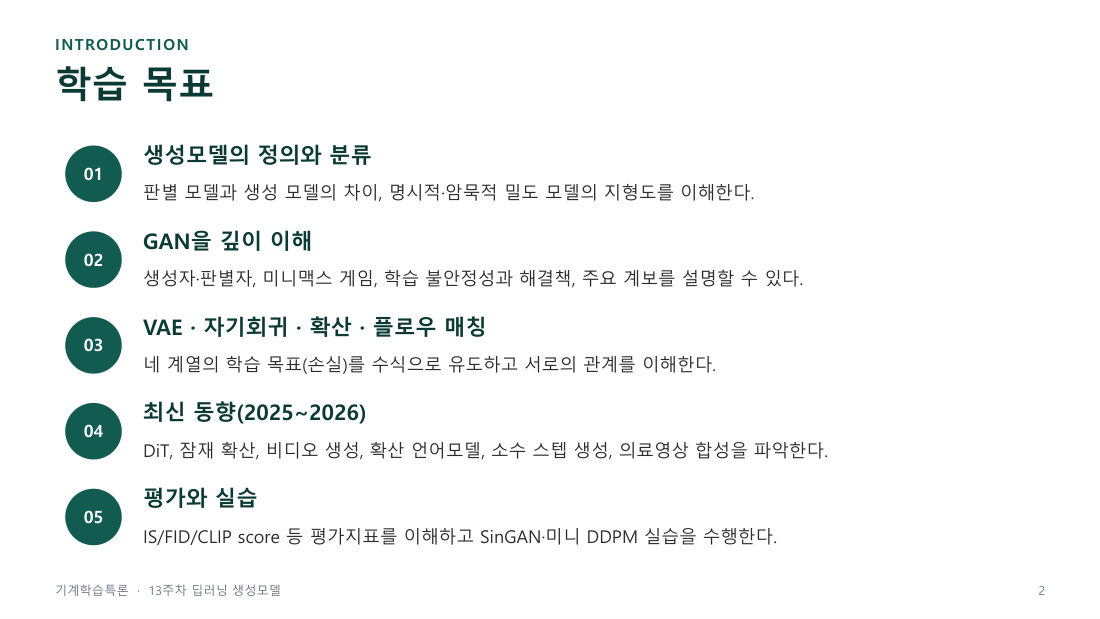 INTRODUCTION
학습 목표
01
생성모델의 정의와 분류
판별 모델과 생성 모델의 차이, 명시적·암묵적 밀도 모델의 지형도를 이해한다.
02
GAN을 깊이 이해
생성자·판별자, 미니맥스 게임, 학습 불안정성과 해결책, 주요 계보를 설명할 수 있다.
03
VAE · 자기회귀 · 확산 · 플로우 매칭
네 계열의 학습 목표(손실)를 수식으로 유도하고 서로의 관계를 이해한다.
04
최신 동향(2025~2026)
DiT, 잠재 확산, 비디오 생성, 확산 언어모델, 소수 스텝 생성, 의료영상 합성을 파악한다.
05
평가와 실습
IS/FID/CLIP score 등 평가지표를 이해하고 SinGAN·미니 DDPM 실습을 수행한다.
기계학습특론 · 13주차 딥러닝 생성모델
2